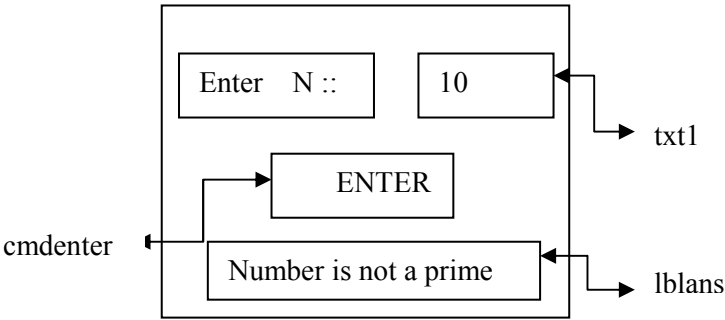 Enter N ::
10
txt1
ENTER
cmdenter
Number is not a prime
lblans